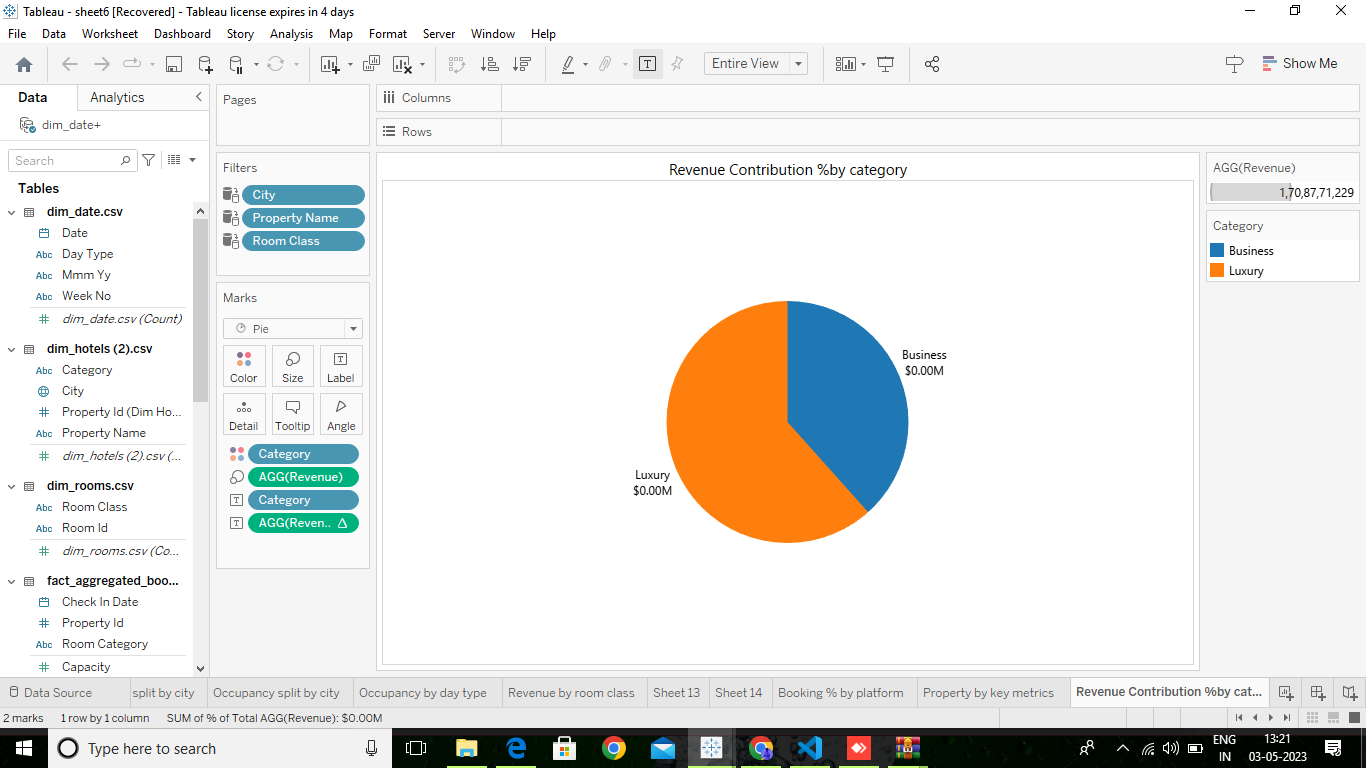 Tableau - sheet6 [Recovered] - Tableau license expires in 4 days
File Data Worksheet Dashboard Story Analysis Map Format Server Window Help
Entire View
Show Me
Data Analytics
dim_date+
Search
Tables
dim_date.csv
Date
Abc Day Type
Abc Mmm Yy
Abc Week No
dim_date.csv (Count)
dim_hotels (2).csv
Abc Category
City
Property Id (Dim Ho...
Abc Property Name
dim_hotels (2).csv (...
dim_rooms.csv
Abc Room Class
Abc Room Id
dim_rooms.csv (Co...
fact_aggregated_boo...
Check In Date
Property Id
Abc Room Category
Capacity
Pages
Filters
City
Property Name
Room Class
Marks
Pie
Color Size Label
Detail Tooltip Angle
Category
AGG(Revenue)
Category
AGG(Reven.. Δ
Columns
Rows
Revenue Contribution %by category
Business
$0.00M
Luxury
$0.00M
AGG(Revenue)
1,70,87,71,229
Category
Business
Luxury
Data Source split by city Occupancy split by city Occupancy by day type Revenue by room class Sheet 13 Sheet 14 Booking % by platform Property by key metrics Revenue Contribution %by cat...
2 marks 1 row by 1 column SUM of % of Total AGG(Revenue): $0.00M
Type here to search
ENG
IN
13:21
03-05-2023